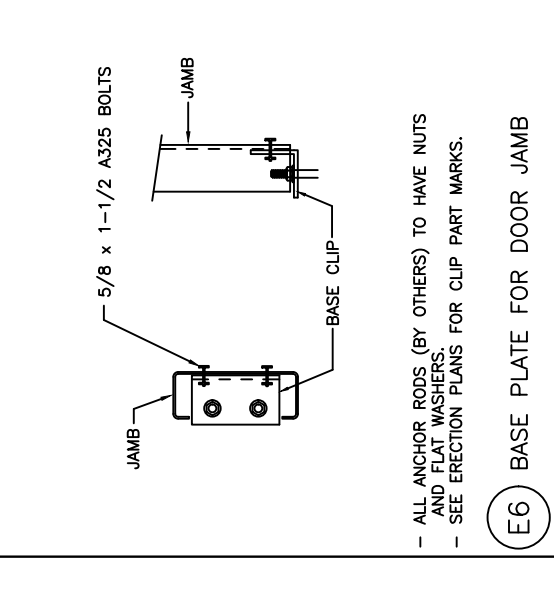 5/8 x 1-1/2 A325 BOLTS
JAMB
JAMB
BASE CLIP
- ALL ANCHOR RODS (BY OTHERS) TO HAVE NUTS
AND FLAT WASHERS.
- SEE ERECTION PLANS FOR CLIP PART MARKS.
E6 BASE PLATE FOR DOOR JAMB